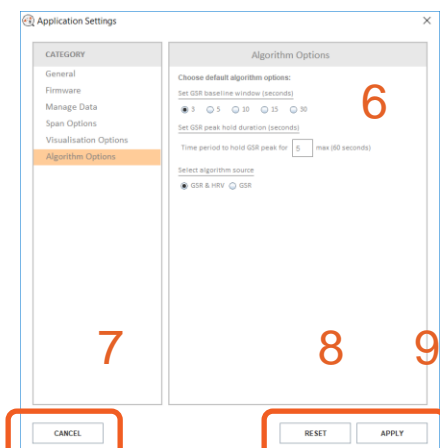 Application Settings
CATEGORY
General
Firmware
Manage Data
Span Options
Visualisation Options
Algorithm Options
Algorithm Options
Choose default algorithm options:
Set GSR baseline window (seconds)
3 5 10 15 30
6
Set GSR peak hold duration (seconds)
Time period to hold GSR peak for 5 max (60 seconds)
Select algorithm source
GSR & HRV GSR
7 8 9
CANCEL RESET APPLY